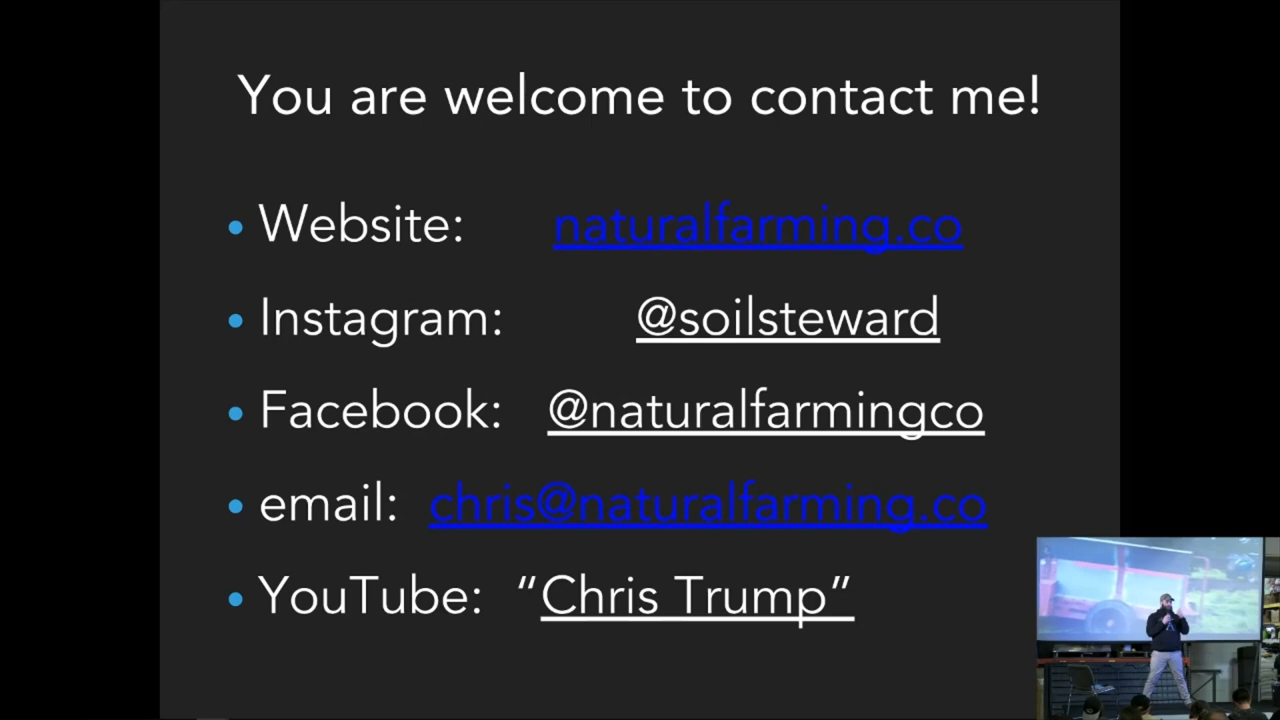 You are welcome to contact me!
• Website: naturalfarming.co
• Instagram: @soilsteward
• Facebook: @naturalfarmingco
• email: chris@naturalfarming.co
• YouTube: “Chris Trump”